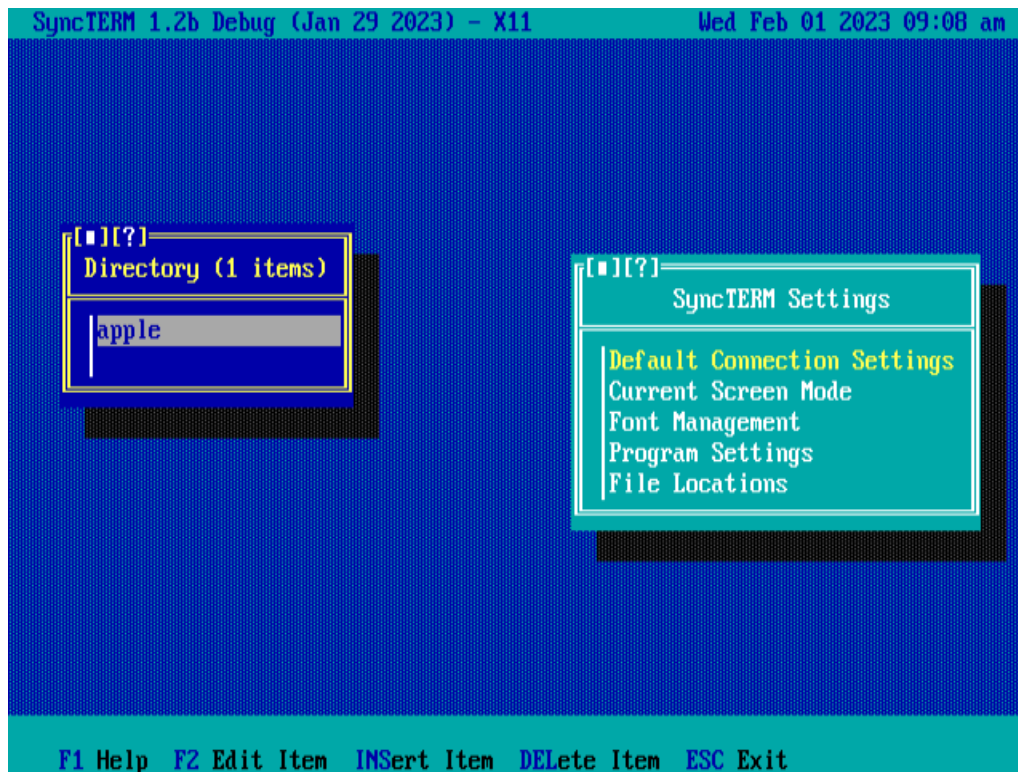 SyncTERM 1.2b Debug (Jan 29 2023) - X11 Wed Feb 01 2023 09:08 am
[■][?]
Directory (1 items)
apple
[■][?]
SyncTERM Settings
Default Connection Settings
Current Screen Mode
Font Management
Program Settings
File Locations
F1 Help F2 Edit Item INSert Item DELete Item ESC Exit